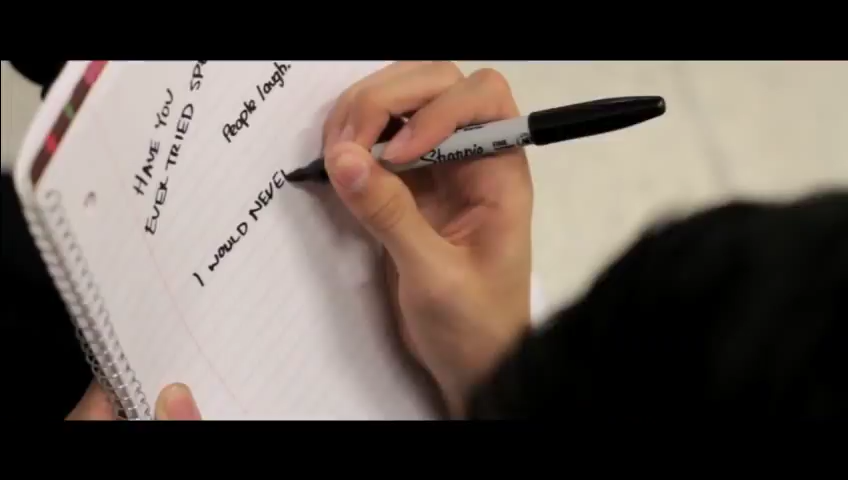 HAVE YOU
EVER TRIED
People laugh.
I WOULD NEVE
Sharpie